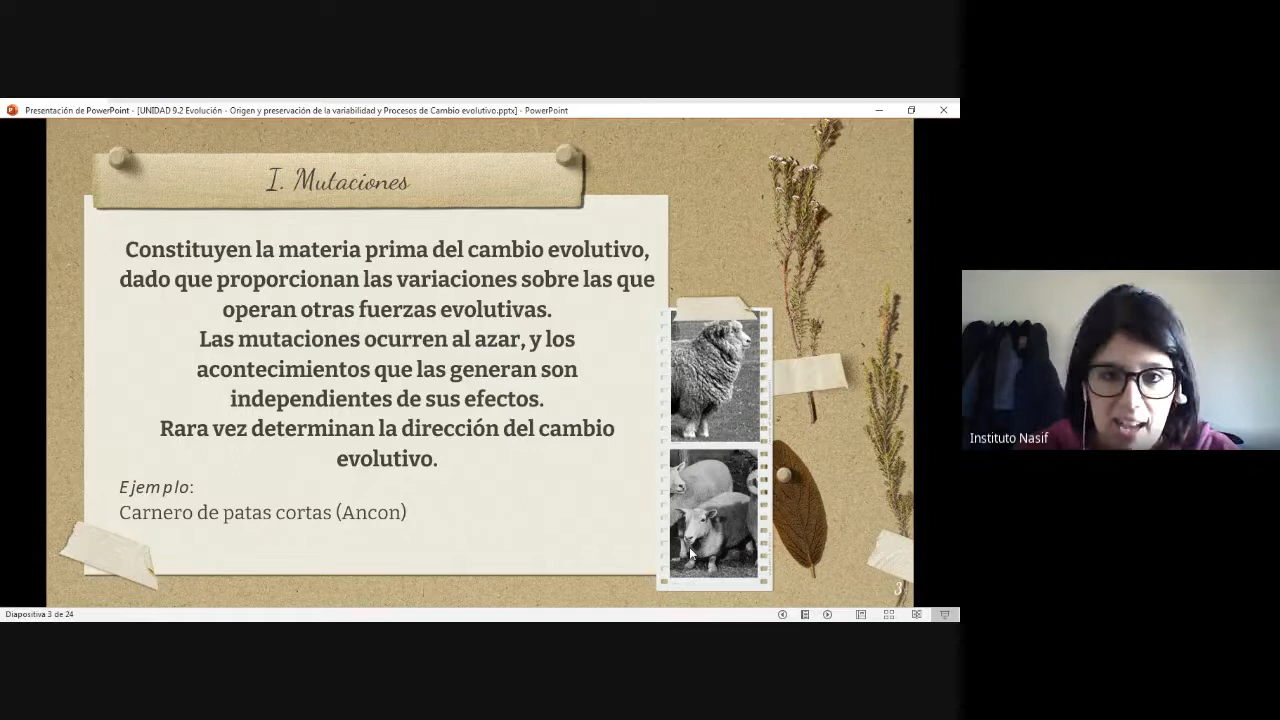 Presentación de PowerPoint - [UNIDAD 9.2 Evolución - Origen y preservación de la variabilidad y Procesos de Cambio evolutivo.pptx] - PowerPoint
I. Mutaciones
Constituyen la materia prima del cambio evolutivo,
dado que proporcionan las variaciones sobre las que
operan otras fuerzas evolutivas.
Las mutaciones ocurren al azar, y los
acontecimientos que las generan son
independientes de sus efectos.
Rara vez determinan la dirección del cambio
evolutivo.
Ejemplo:
Carnero de patas cortas (Ancon)
3
Diapositiva 3 de 24
Instituto Nasif